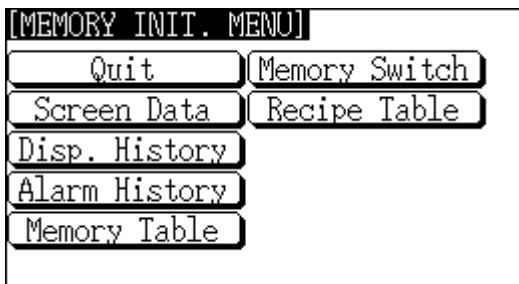 [MEMORY INIT. MENU]
Quit Memory Switch
Screen Data Recipe Table
Disp. History
Alarm History
Memory Table